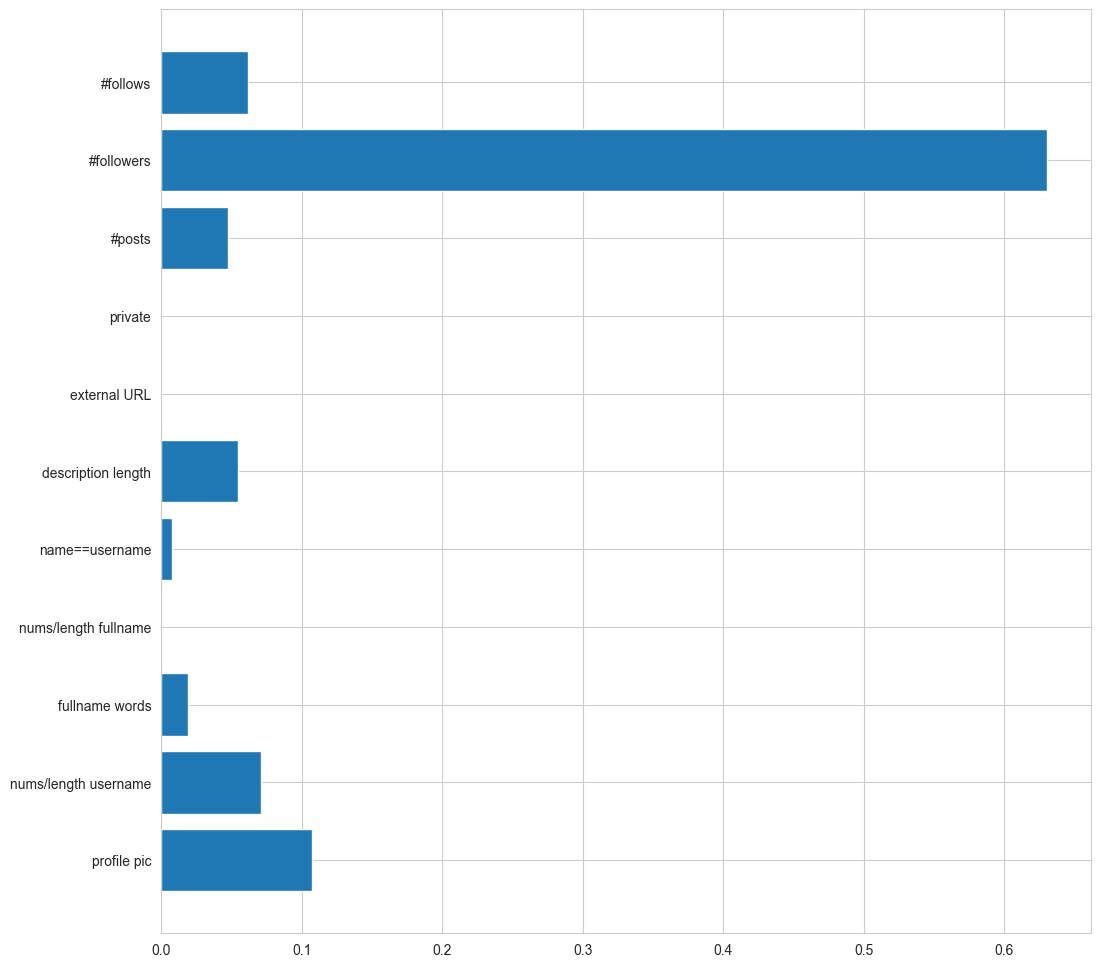 #follows
#followers
#posts
private
external URL
description length
name==username
nums/length fullname
fullname words
nums/length username
profile pic
0.0 0.1 0.2 0.3 0.4 0.5 0.6